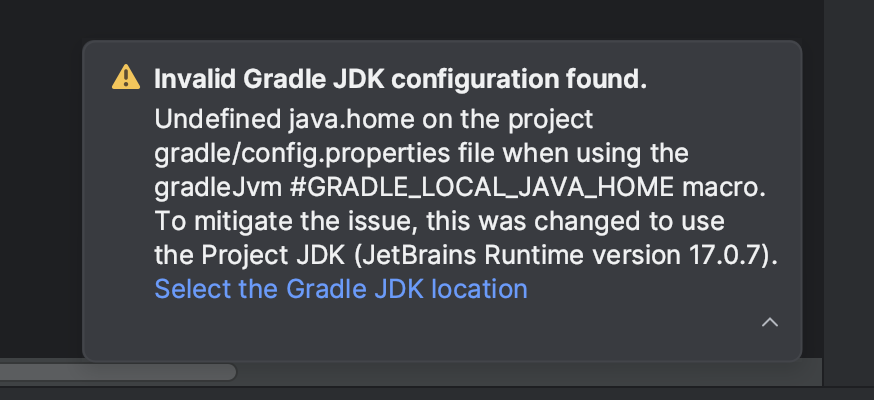 Invalid Gradle JDK configuration found.
Undefined java.home on the project
gradle/config.properties file when using the
gradleJvm #GRADLE_LOCAL_JAVA_HOME macro.
To mitigate the issue, this was changed to use
the Project JDK (JetBrains Runtime version 17.0.7).
Select the Gradle JDK location